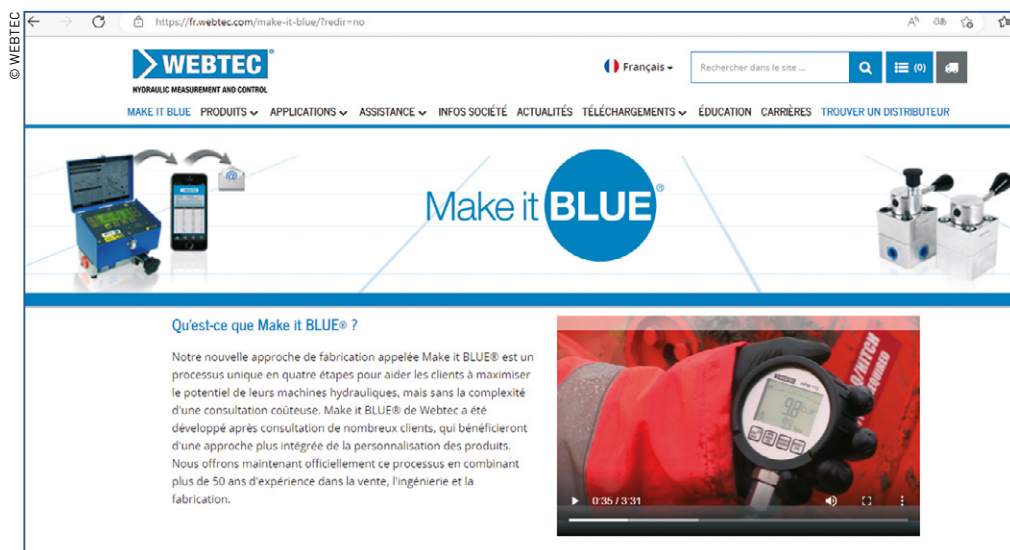 © WEBTEC
https://fr.webtec.com/make-it-blue/?redir=no
WEBTEC®
HYDRAULIC MEASUREMENT AND CONTROL
Français
Rechercher dans le site ...
(0)
MAKE IT BLUE PRODUITS APPLICATIONS ASSISTANCE INFOS SOCIÉTÉ ACTUALITÉS TÉLÉCHARGEMENTS ÉDUCATION CARRIÈRES TROUVER UN DISTRIBUTEUR
@
Make it BLUE®
Qu'est-ce que Make it BLUE® ?
Notre nouvelle approche de fabrication appelée Make it BLUE® est un
processus unique en quatre étapes pour aider les clients à maximiser
le potentiel de leurs machines hydrauliques, mais sans la complexité
d'une consultation coûteuse. Make it BLUE® de Webtec a été
développé après consultation de nombreux clients, qui bénéficieront
d'une approche plus intégrée de la personnalisation des produits.
Nous offrons maintenant officiellement ce processus en combinant
plus de 50 ans d'expérience dans la vente, l'ingénierie et la
fabrication.
/HITCH
9.8
0:35 / 3:31